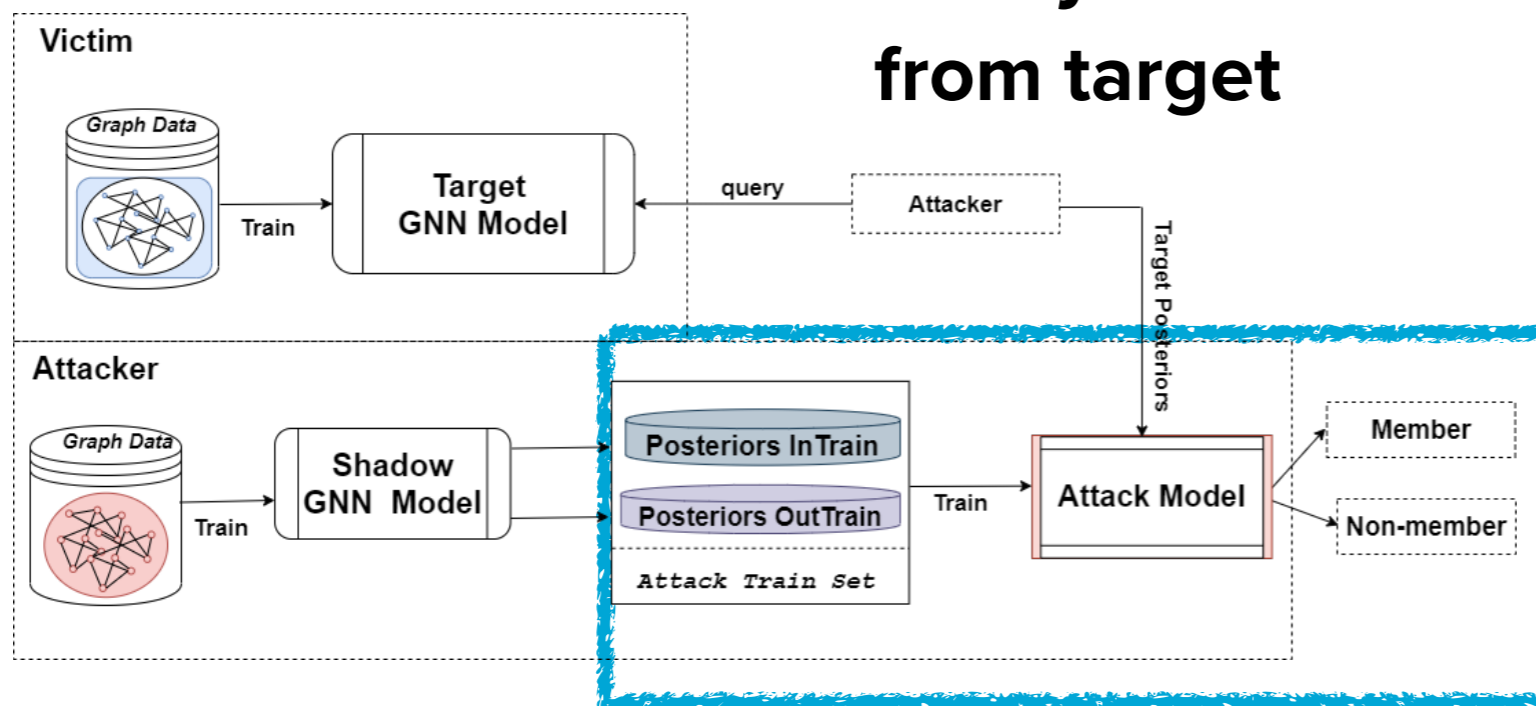 from target
Victim
Graph Data
Train
Target
GNN Model
query
Attacker
Target Posteriors
Attacker
Graph Data
Train
Shadow
GNN Model
Posteriors InTrain
Posteriors OutTrain
Attack Train Set
Train
Attack Model
Member
Non-member